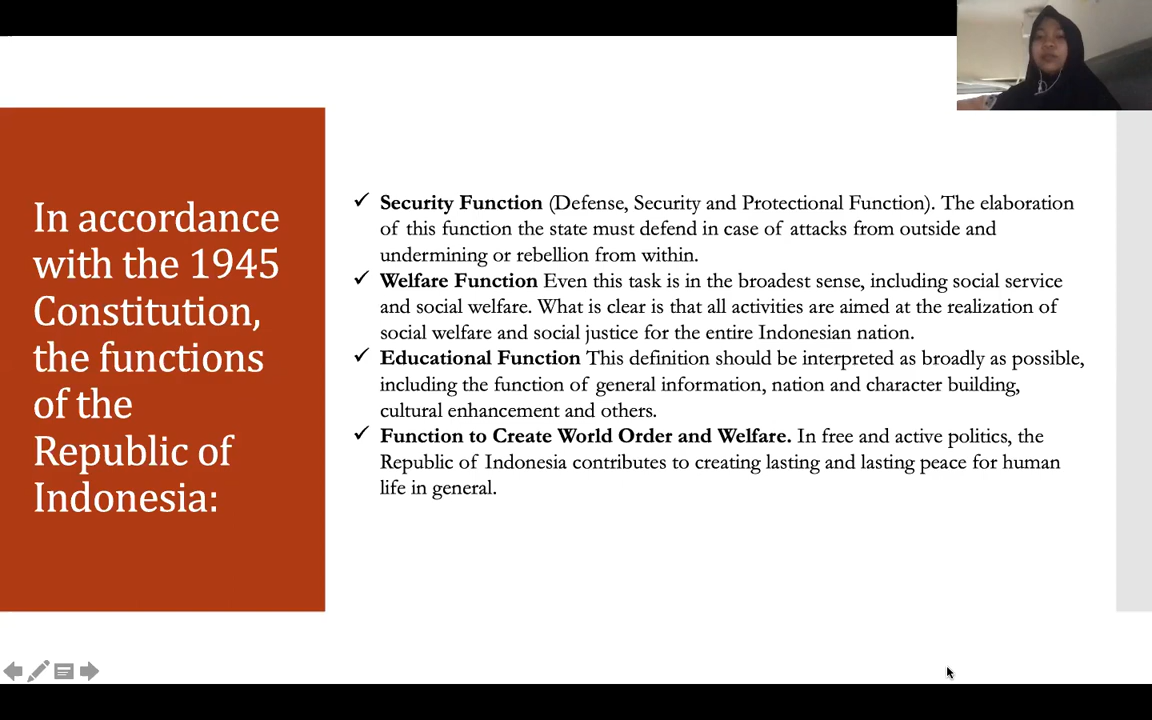 In accordance
with the 1945
Constitution,
the functions
of the
Republic of
Indonesia:
✓ Security Function (Defense, Security and Protectional Function). The elaboration
of this function the state must defend in case of attacks from outside and
undermining or rebellion from within.
✓ Welfare Function Even this task is in the broadest sense, including social service
and social welfare. What is clear is that all activities are aimed at the realization of
social welfare and social justice for the entire Indonesian nation.
✓ Educational Function This definition should be interpreted as broadly as possible,
including the function of general information, nation and character building,
cultural enhancement and others.
✓ Function to Create World Order and Welfare. In free and active politics, the
Republic of Indonesia contributes to creating lasting and lasting peace for human
life in general.